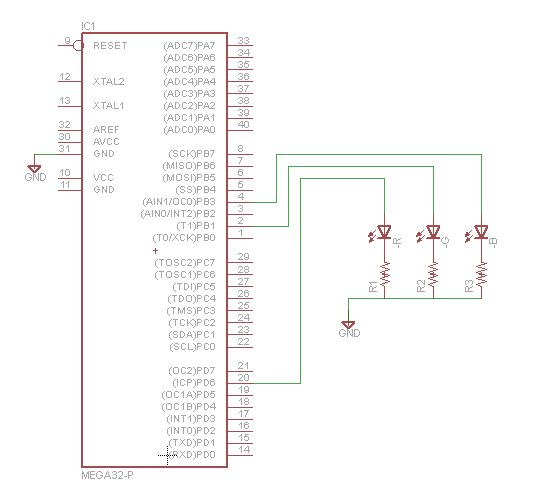 IC1
9 RESET (ADC7)PA7 33
(ADC6)PA6 34
(ADC5)PA5 35
12 XTAL2 (ADC4)PA4 36
(ADC3)PA3 37
13 XTAL1 (ADC2)PA2 38
(ADC1)PA1 39
32 AREF (ADC0)PA0 40
30 AVCC
31 GND (SCK)PB7 8
GND (MISO)PB6 7
10 VCC (MOSI)PB5 6
11 GND (SS)PB4 5
(AIN1/OC0)PB3 4
(AIN0/INT2)PB2 3
(T1)PB1 2
(T0/XCK)PB0 1
-R -G -B
(TOSC2)PC7 29
(TOSC1)PC6 28
(TDI)PC5 27
(TDO)PC4 26
(TMS)PC3 25
(TCK)PC2 24
(SDA)PC1 23
(SCL)PC0 22
R1 R2 R3
GND
(OC2)PD7 21
(ICP)PD6 20
(OC1A)PD5 19
(OC1B)PD4 18
(INT1)PD3 17
(INT0)PD2 16
(TXD)PD1 15
(RXD)PD0 14
MEGA32-P